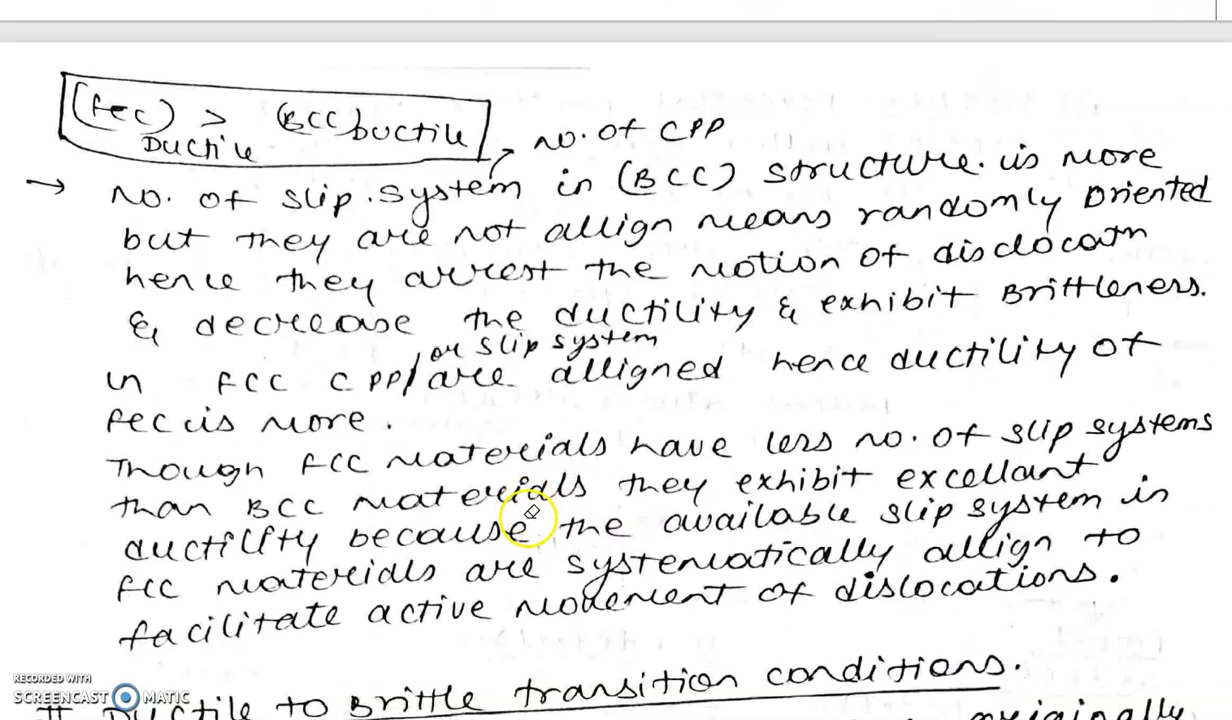 (fcc) > (BCC) Ductile
Ductile
→ no. of CPP
→ No. of slip system in (BCC) structure is more
but they are not allign means randomly oriented
hence they arrest the motion of dislocatn
& decrease the ductility & exhibit Brittleners.
or slip system
in FCC CPP/are alligned hence ductility of
fcc is more.
Though FCC materials have less no. of slip systems
than BCC materials they exhibit excellant
ductility because the available slip system in
fcc materials are systematically allign to
facilitate active movement of dislocations.
RECORDED WITH
SCREENCAST MATIC
# Ductile to Brittle transition conditions.